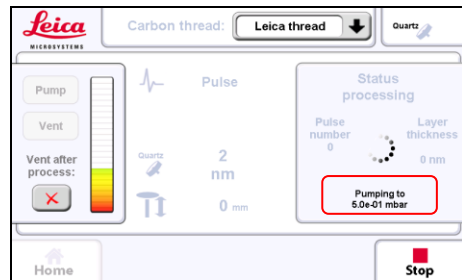 Leica
MICROSYSTEMS
Carbon thread:
Leica thread
Quartz
Pump
Vent
Vent after
process:
Pulse
Quartz
2
nm
0 mm
Status
processing
Pulse
number
0
Layer
thickness
0 nm
Pumping to
5.0e-01 mbar
Home
Stop